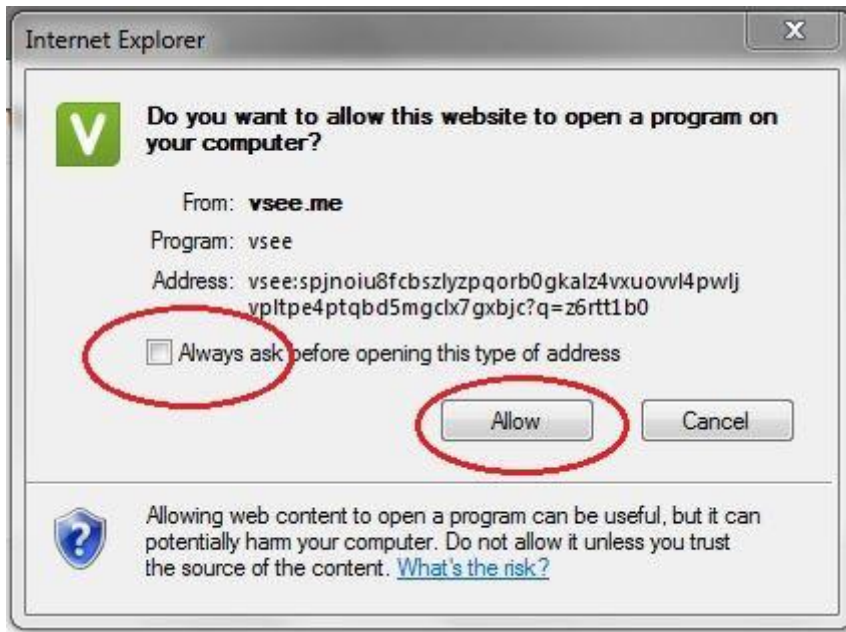 Internet Explorer
X
V
Do you want to allow this website to open a program on
your computer?
From: vsee.me
Program: vsee
Address: vsee:spjnoiu8fcbszlyzpqorb0gkalz4vxuovvl4pwlj
vpltpe4ptqbd5mgclx7gxbjc?q=z6rtt1b0
Always ask before opening this type of address
Allow Cancel
?
Allowing web content to open a program can be useful, but it can
potentially harm your computer. Do not allow it unless you trust
the source of the content. What's the risk?